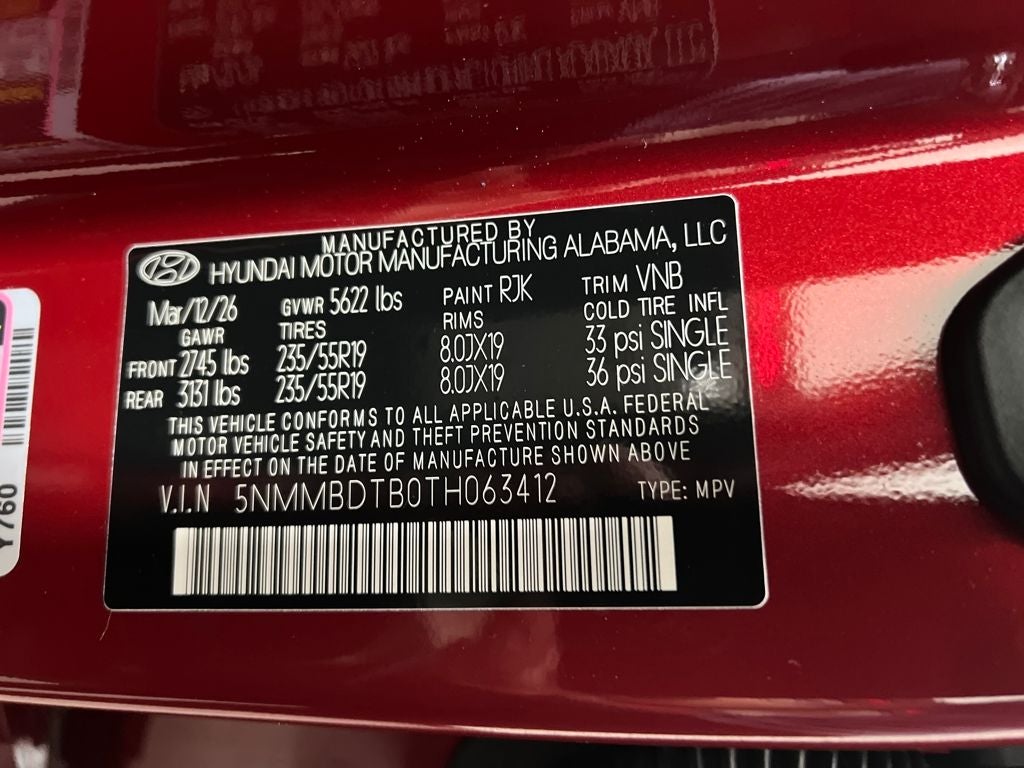 MANUFACTURED BY
HYUNDAI MOTOR MANUFACTURING ALABAMA, LLC
Mar/12/26 GVWR 5622 lbs PAINT RJK TRIM VNB
GAWR TIRES RIMS COLD TIRE INFL
FRONT 2745 lbs 235/55R19 8.0JX19 33 psi SINGLE
REAR 3131 lbs 235/55R19 8.0JX19 36 psi SINGLE
THIS VEHICLE CONFORMS TO ALL APPLICABLE U.S.A. FEDERAL
MOTOR VEHICLE SAFETY AND THEFT PREVENTION STANDARDS
IN EFFECT ON THE DATE OF MANUFACTURE SHOWN ABOVE
V.I.N 5NMMBDTB0TH063412 TYPE: MPV
Y760